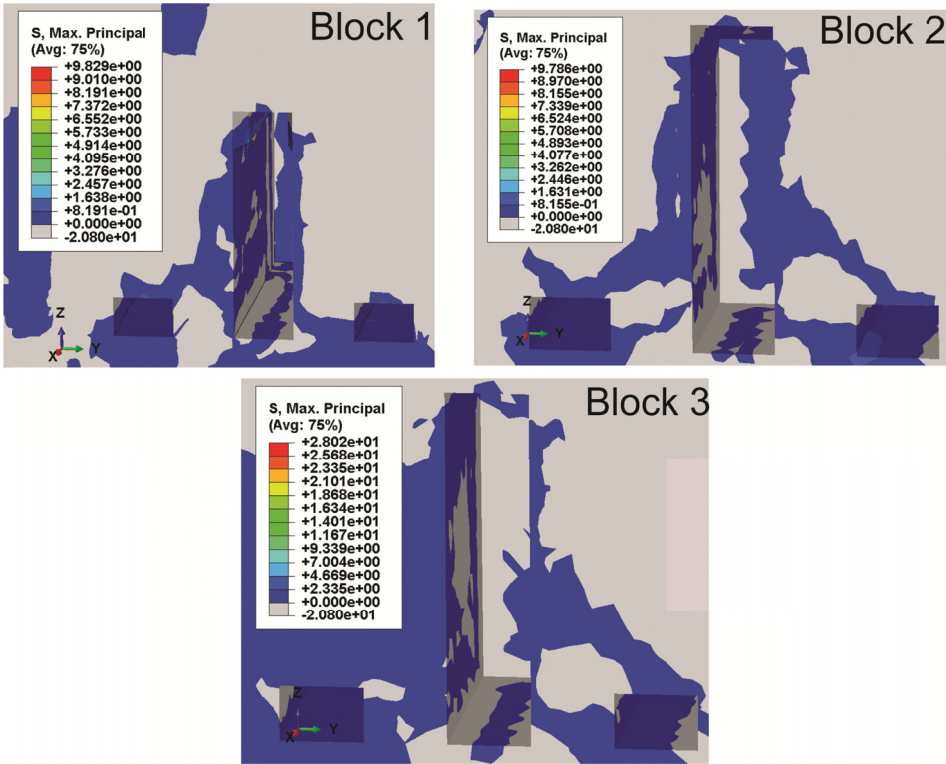 Block 1
S, Max. Principal
(Avg: 75%)
+9.829e+00
+9.010e+00
+8.191e+00
+7.372e+00
+6.552e+00
+5.733e+00
+4.914e+00
+4.095e+00
+3.276e+00
+2.457e+00
+1.638e+00
+8.191e-01
+0.000e+00
-2.080e+01
Z
Y
X
Block 2
S, Max. Principal
(Avg: 75%)
+9.786e+00
+8.970e+00
+8.155e+00
+7.339e+00
+6.524e+00
+5.708e+00
+4.893e+00
+4.077e+00
+3.262e+00
+2.446e+00
+1.631e+00
+8.155e-01
+0.000e+00
-2.080e+01
Z
Y
X
Block 3
S, Max. Principal
(Avg: 75%)
+2.802e+01
+2.568e+01
+2.335e+01
+2.101e+01
+1.868e+01
+1.634e+01
+1.401e+01
+1.167e+01
+9.339e+00
+7.004e+00
+4.669e+00
+2.335e+00
+0.000e+00
-2.080e+01
Z
Y
X